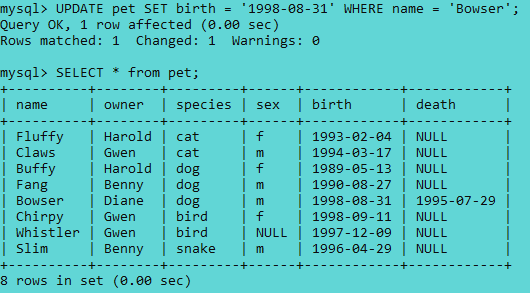 mysql> UPDATE pet SET birth = '1998-08-31' WHERE name = 'Bowser';
Query OK, 1 row affected (0.00 sec)
Rows matched: 1  Changed: 1  Warnings: 0

mysql> SELECT * from pet;
+----------+--------+---------+------+------------+------------+
| name     | owner  | species | sex  | birth      | death      |
+----------+--------+---------+------+------------+------------+
| Fluffy   | Harold | cat     | f    | 1993-02-04 | NULL       |
| Claws    | Gwen   | cat     | m    | 1994-03-17 | NULL       |
| Buffy    | Harold | dog     | f    | 1989-05-13 | NULL       |
| Fang     | Benny  | dog     | m    | 1990-08-27 | NULL       |
| Bowser   | Diane  | dog     | m    | 1998-08-31 | 1995-07-29 |
| Chirpy   | Gwen   | bird    | f    | 1998-09-11 | NULL       |
| Whistler | Gwen   | bird    | NULL | 1997-12-09 | NULL       |
| Slim     | Benny  | snake   | m    | 1996-04-29 | NULL       |
+----------+--------+---------+------+------------+------------+
8 rows in set (0.00 sec)